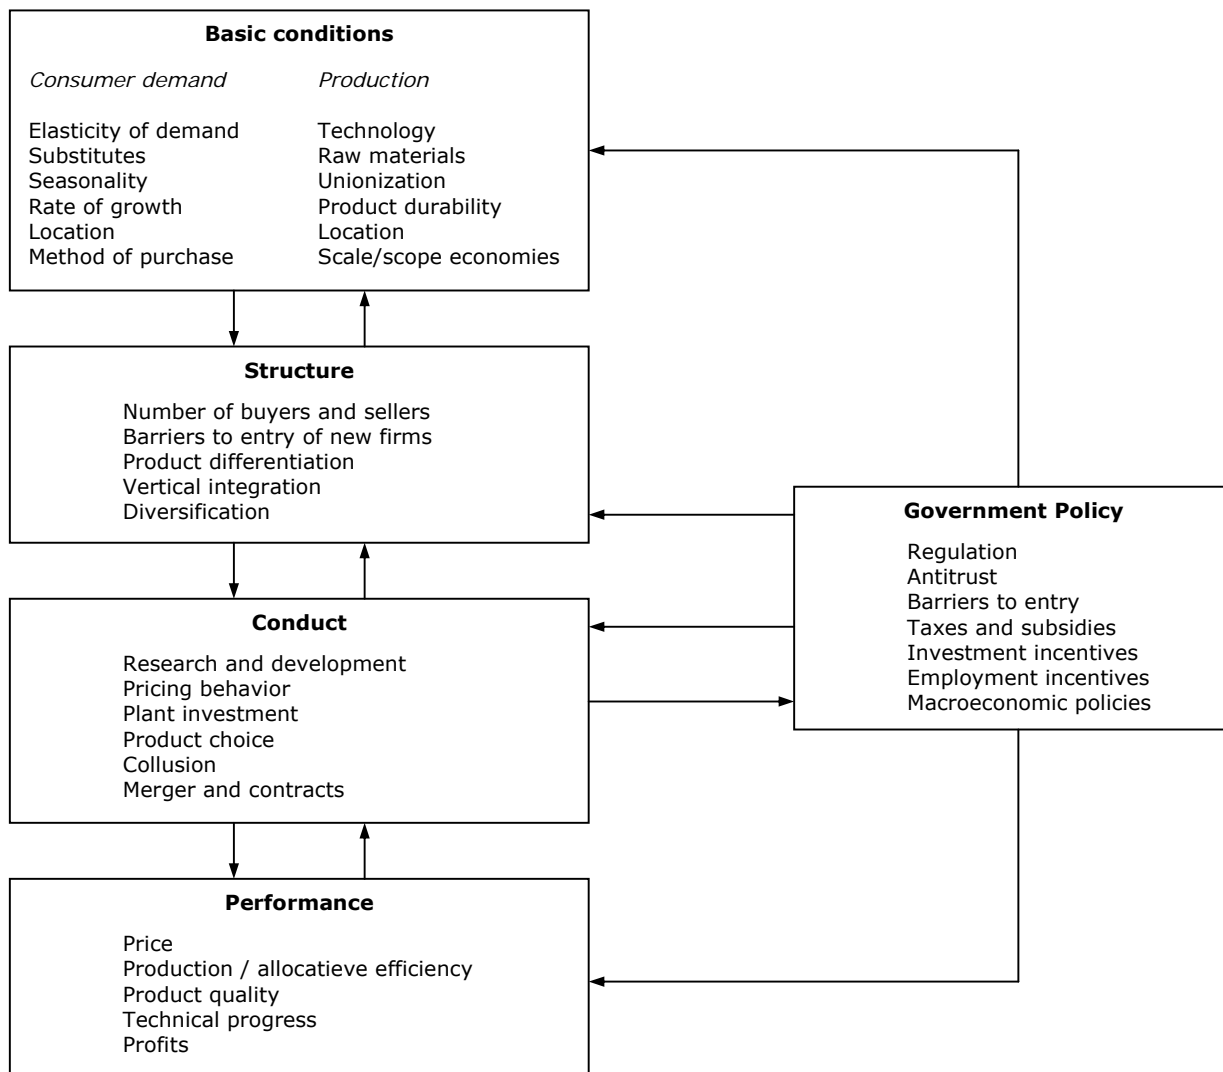 Basic conditions
Consumer demand
Elasticity of demand
Substitutes
Seasonality
Rate of growth
Location
Method of purchase
Production
Technology
Raw materials
Unionization
Product durability
Location
Scale/scope economies
Structure
Number of buyers and sellers
Barriers to entry of new firms
Product differentiation
Vertical integration
Diversification
Conduct
Research and development
Pricing behavior
Plant investment
Product choice
Collusion
Merger and contracts
Performance
Price
Production / allocatieve efficiency
Product quality
Technical progress
Profits
Government Policy
Regulation
Antitrust
Barriers to entry
Taxes and subsidies
Investment incentives
Employment incentives
Macroeconomic policies